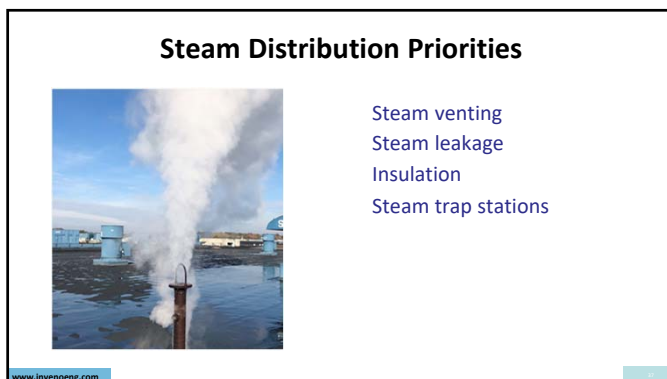 Steam Distribution Priorities
Steam venting
Steam leakage
Insulation
Steam trap stations
www.invenoeng.com